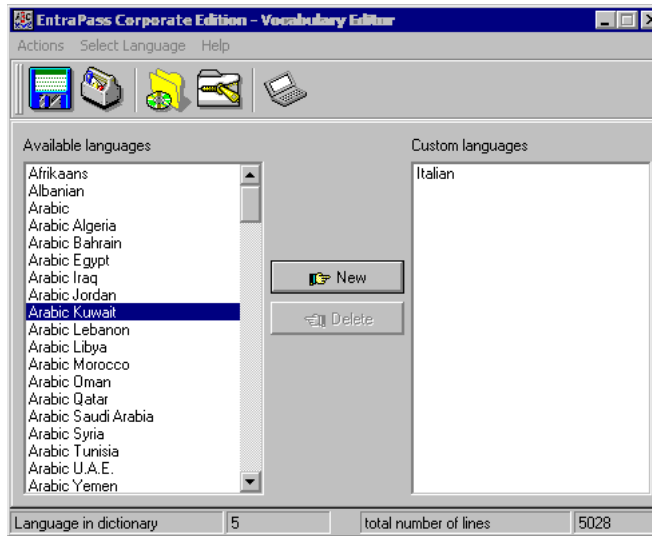 EntraPass Corporate Edition - Vocabulary Editor
Actions Select Language Help
Available languages
Custom languages
Afrikaans
Albanian
Arabic
Arabic Algeria
Arabic Bahrain
Arabic Egypt
Arabic Iraq
Arabic Jordan
Arabic Kuwait
Arabic Lebanon
Arabic Libya
Arabic Morocco
Arabic Oman
Arabic Qatar
Arabic Saudi Arabia
Arabic Syria
Arabic Tunisia
Arabic U.A.E.
Arabic Yemen
New
Delete
Italian
Language in dictionary 5 total number of lines 5028